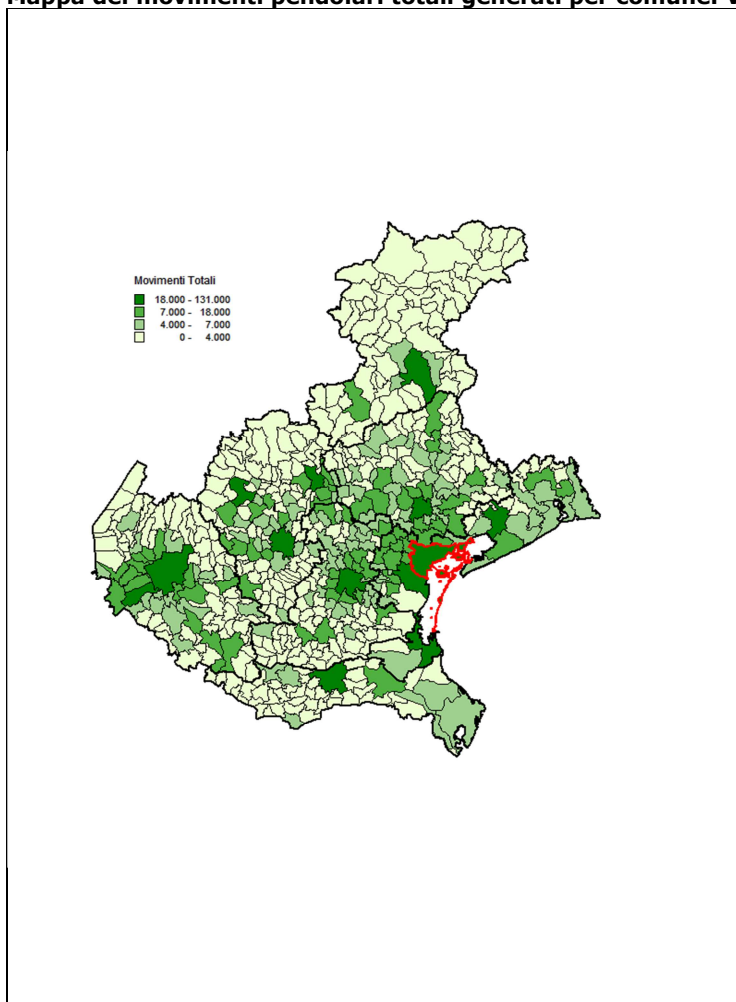 Mappa dei movimenti pendolari totali generati per comune.
Movimenti Totali
18.000 - 131.000
7.000 - 18.000
4.000 - 7.000
0 - 4.000